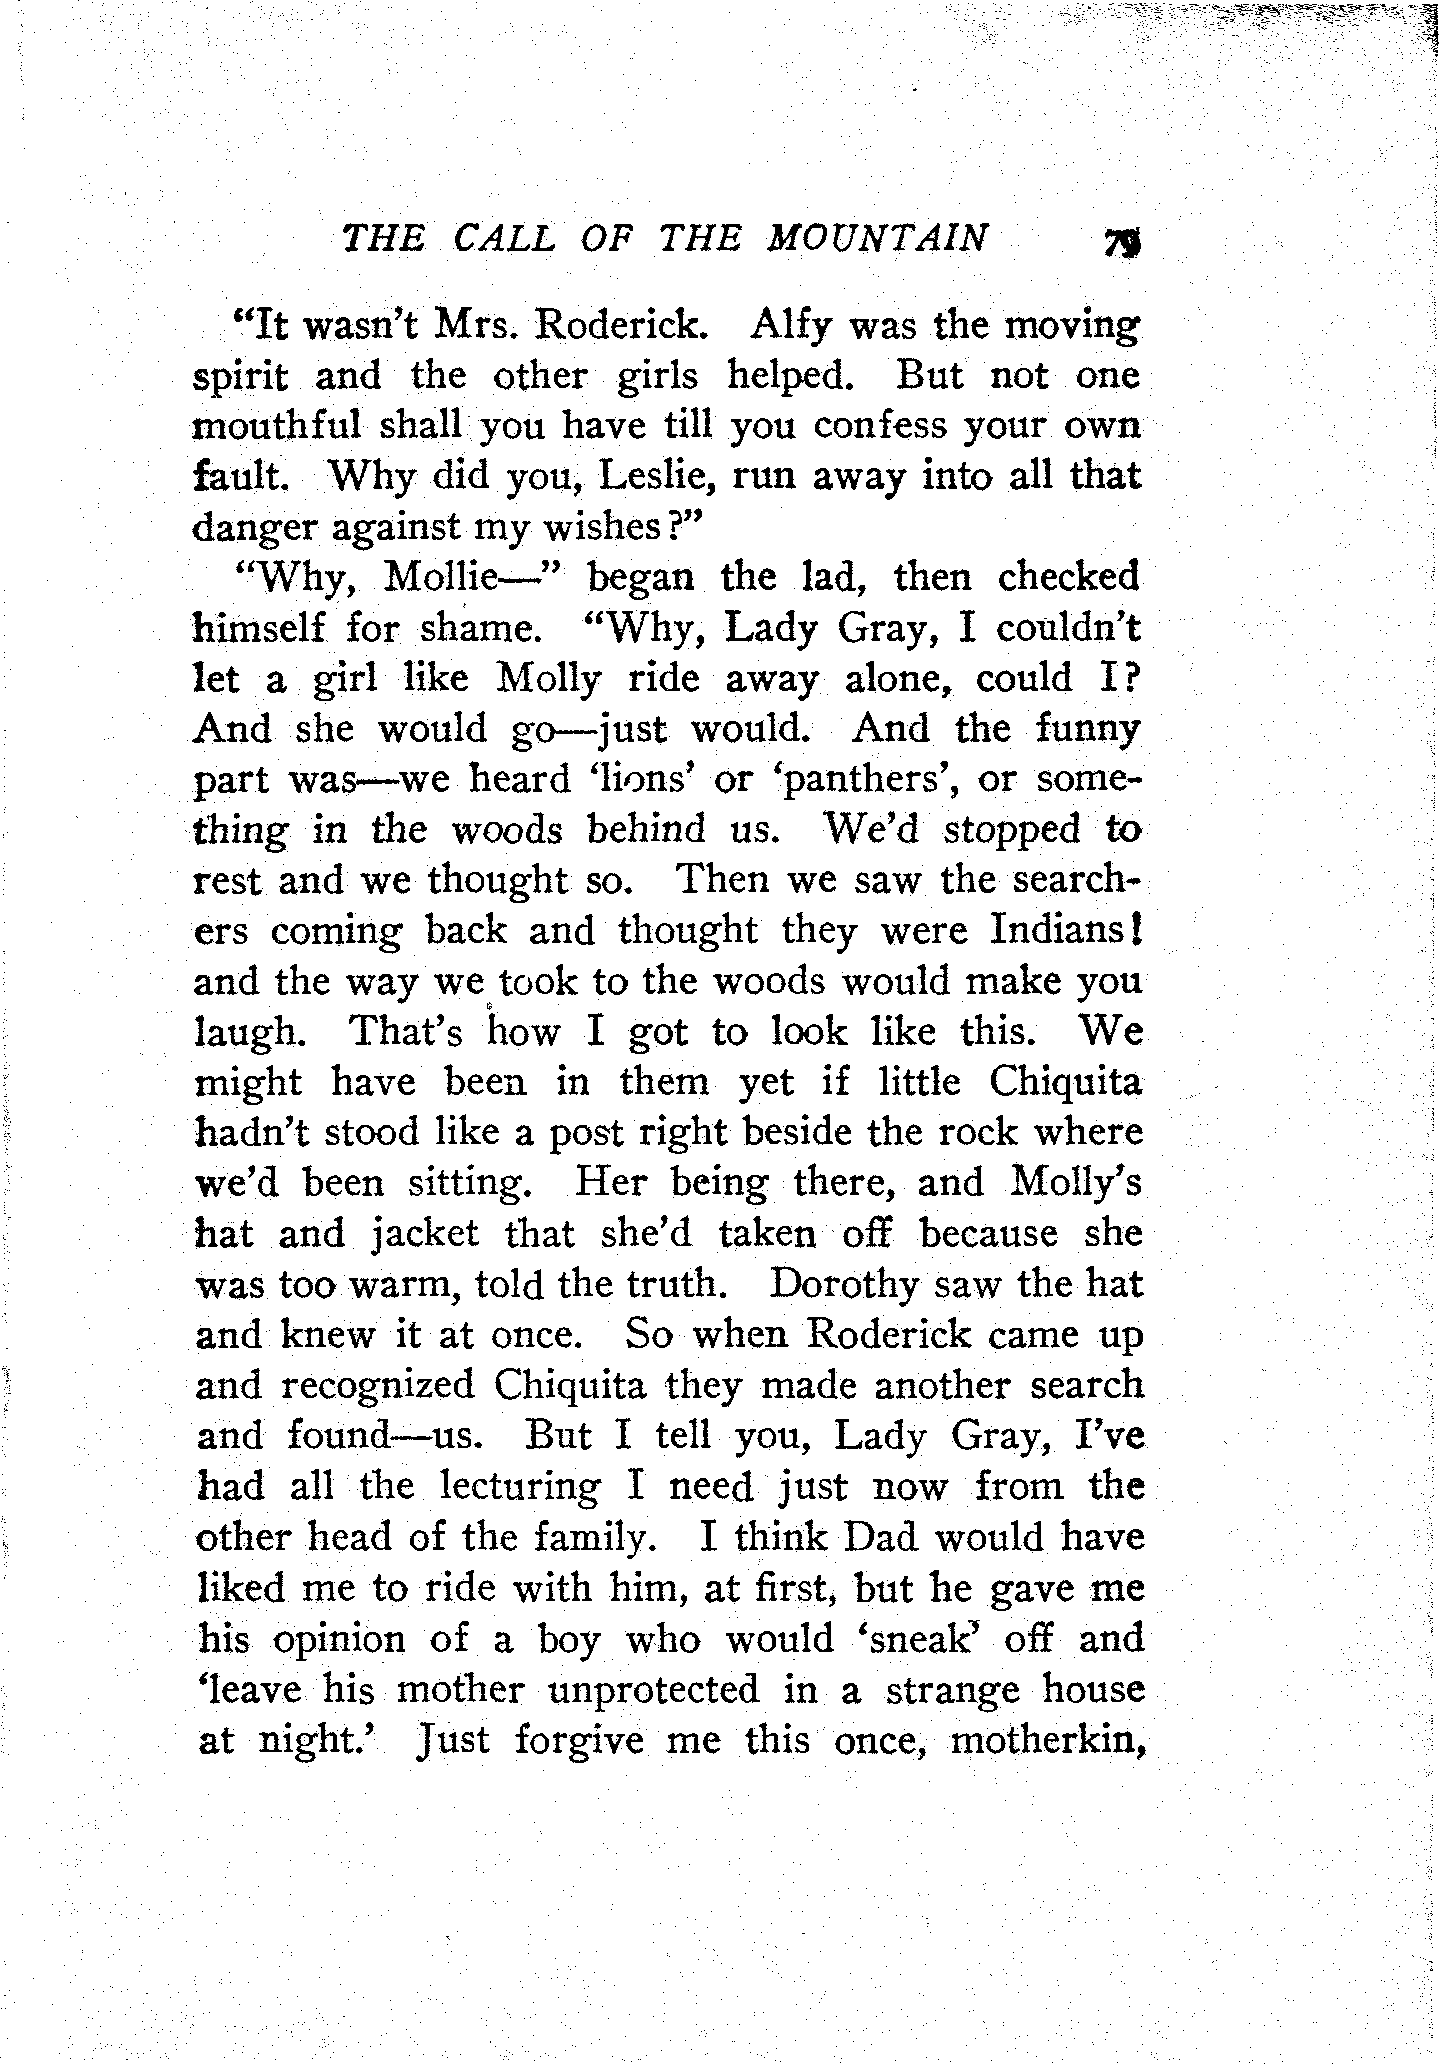 THE CALL OF THE MOUNTAIN 79
"It wasn't Mrs. Roderick. Alfy was the moving
spirit and the other girls helped. But not one
mouthful shall you have till you confess your own
fault. Why did you, Leslie, run away into all that
danger against my wishes?"
"Why, Mollie—" began the lad, then checked
himself for shame. "Why, Lady Gray, I couldn't
let a girl like Molly ride away alone, could I?
And she would go—just would. And the funny
part was—we heard 'lions' or 'panthers', or some-
thing in the woods behind us. We'd stopped to
rest and we thought so. Then we saw the search-
ers coming back and thought they were Indians!
and the way we took to the woods would make you
laugh. That's how I got to look like this. We
might have been in them yet if little Chiquita
hadn't stood like a post right beside the rock where
we'd been sitting. Her being there, and Molly's
hat and jacket that she'd taken off because she
was too warm, told the truth. Dorothy saw the hat
and knew it at once. So when Roderick came up
and recognized Chiquita they made another search
and found—us. But I tell you, Lady Gray, I've
had all the lecturing I need just now from the
other head of the family. I think Dad would have
liked me to ride with him, at first, but he gave me
his opinion of a boy who would 'sneak' off and
'leave his mother unprotected in a strange house
at night.' Just forgive me this once, motherkin,